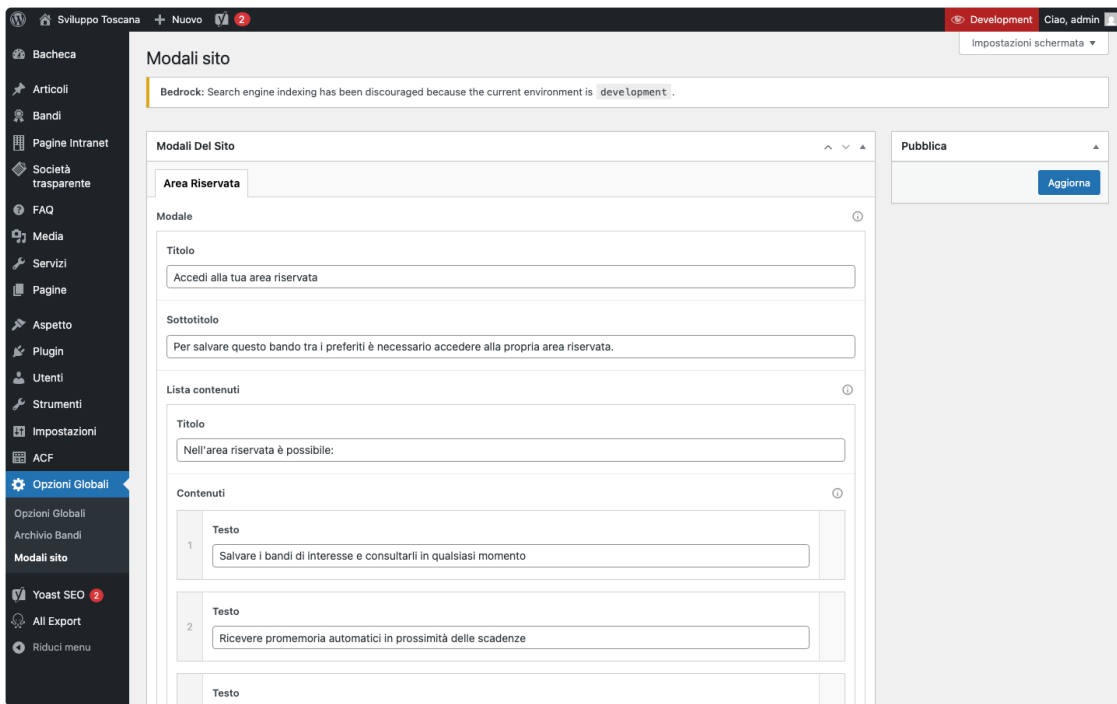 Sviluppo Toscana
Nuovo
2
Development
Ciao, admin
Bacheca
Articoli
Bandi
Pagine Intranet
Società
trasparente
FAQ
Media
Servizi
Pagine
Aspetto
Plugin
Utenti
Strumenti
Impostazioni
ACF
Opzioni Globali
Opzioni Globali
Archivio Bandi
Modali sito
Yoast SEO 2
All Export
Riduci menu
Impostazioni schermata ▼
Modali sito
Bedrock: Search engine indexing has been discouraged because the current environment is development .
Modali Del Sito
Area Riservata
Modale
Titolo
Accedi alla tua area riservata
Sottotitolo
Per salvare questo bando tra i preferiti è necessario accedere alla propria area riservata.
Lista contenuti
Titolo
Nell'area riservata è possibile:
Contenuti
1
Testo
Salvare i bandi di interesse e consultarli in qualsiasi momento
2
Testo
Ricevere promemoria automatici in prossimità delle scadenze
Testo
Pubblica
Aggiorna